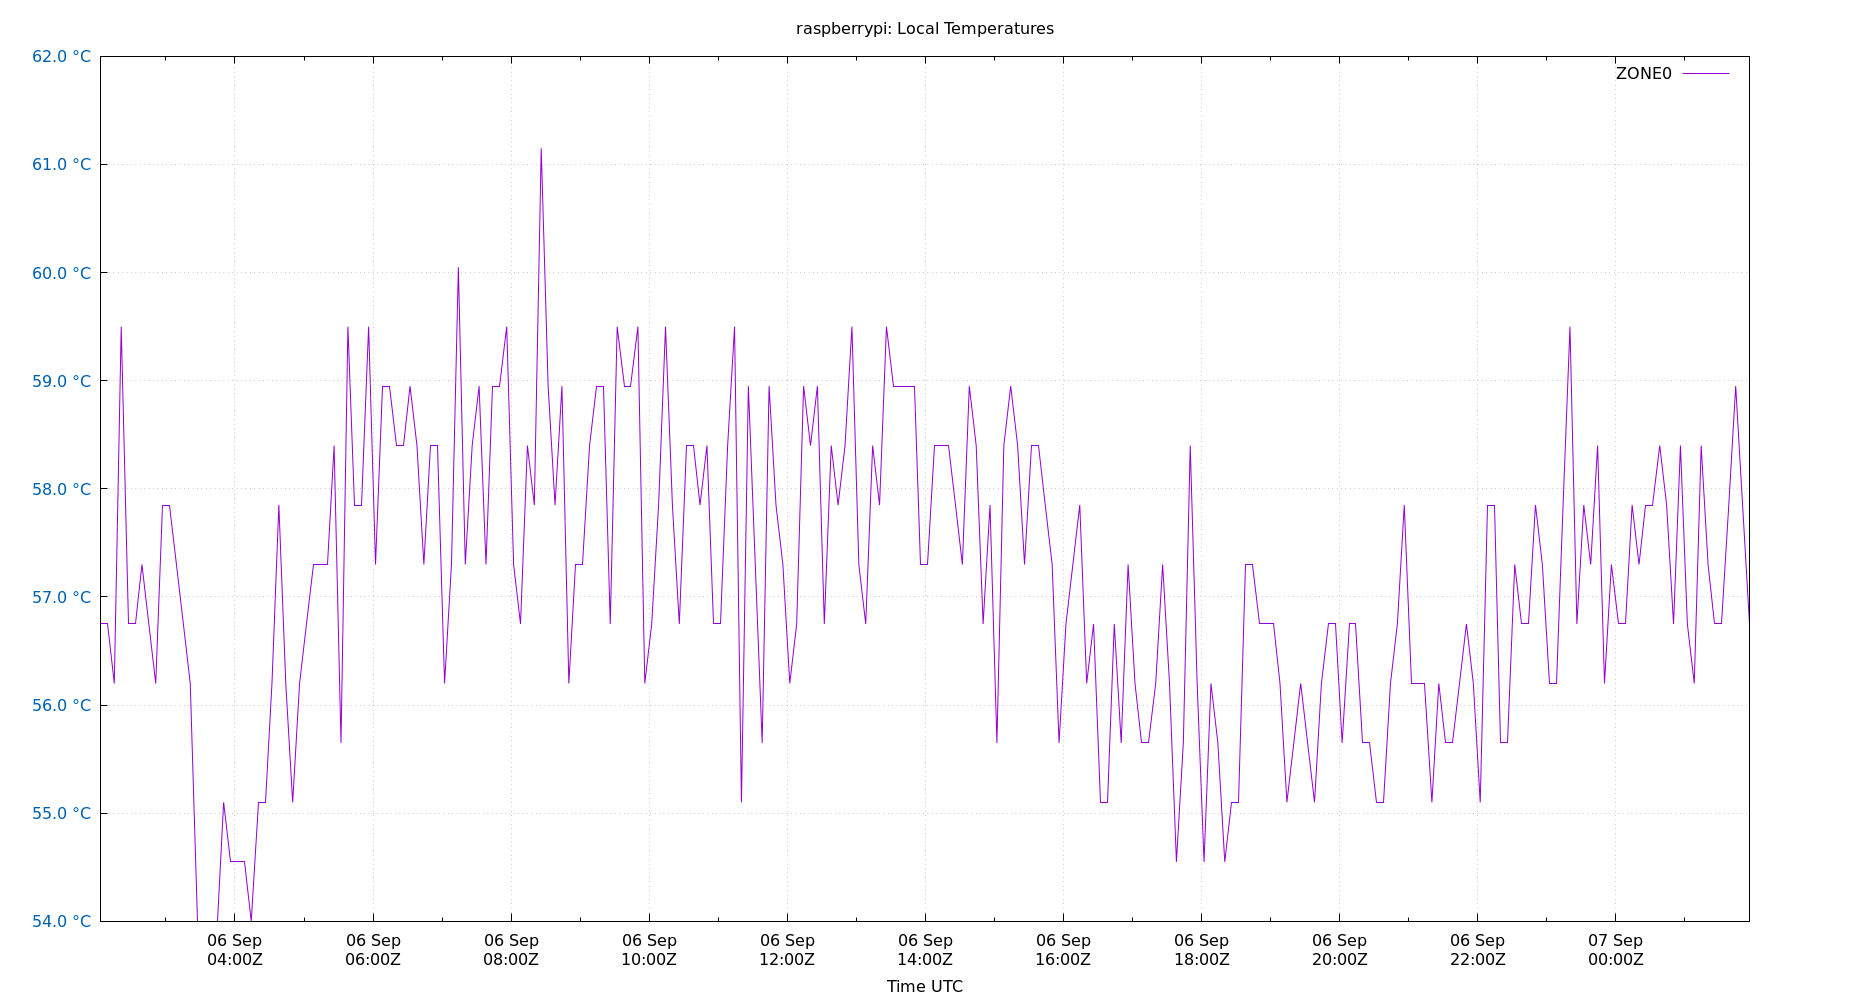 raspberrypi: Local Temperatures
62.0 °C
61.0 °C
60.0 °C
59.0 °C
58.0 °C
57.0 °C
56.0 °C
55.0 °C
54.0 °C
ZONE0
06 Sep 06 Sep 06 Sep 06 Sep 06 Sep 06 Sep 06 Sep 06 Sep 06 Sep 06 Sep 07 Sep
04:00Z 06:00Z 08:00Z 10:00Z 12:00Z 14:00Z 16:00Z 18:00Z 20:00Z 22:00Z 00:00Z
Time UTC